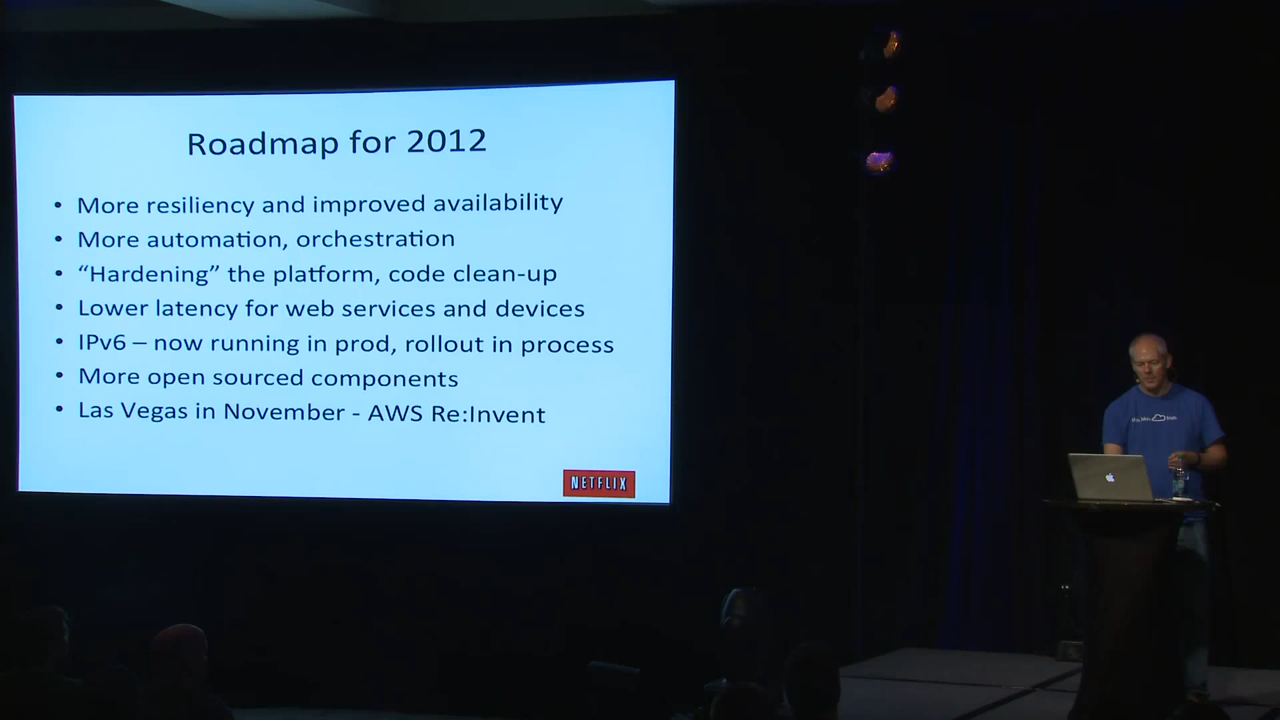 Roadmap for 2012
• More resiliency and improved availability
• More automation, orchestration
• “Hardening” the platform, code clean-up
• Lower latency for web services and devices
• IPv6 – now running in prod, rollout in process
• More open sourced components
• Las Vegas in November - AWS Re:Invent
NETFLIX